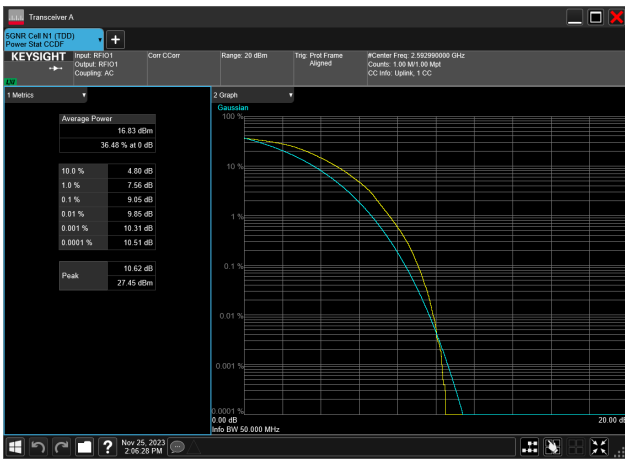 Transceiver A
5GNR Cell N1 (TDD)
Power Stat CCDF
KEYSIGHT
Input: RFIO1
Output: RFIO1
Coupling: AC
Corr CCorr
Range: 20 dBm
Trig: Prot Frame
Aligned
#Center Freq: 2.592990000 GHz
Counts: 1.00 M/1.00 Mpt
CC Info: Uplink, 1 CC
1 Metrics
Average Power
16.83 dBm
36.48 % at 0 dB
10.0 % 4.80 dB
1.0 % 7.56 dB
0.1 % 9.05 dB
0.01 % 9.85 dB
0.001 % 10.31 dB
0.0001 % 10.51 dB
Peak 10.62 dB
27.45 dBm
2 Graph
Gaussian
100 %
10 %
1 %
0.1 %
0.01 %
0.001 %
0.0001 %
0.00 dB
20.00 dB
Info BW 50.000 MHz
Nov 25, 2023
2:06:28 PM